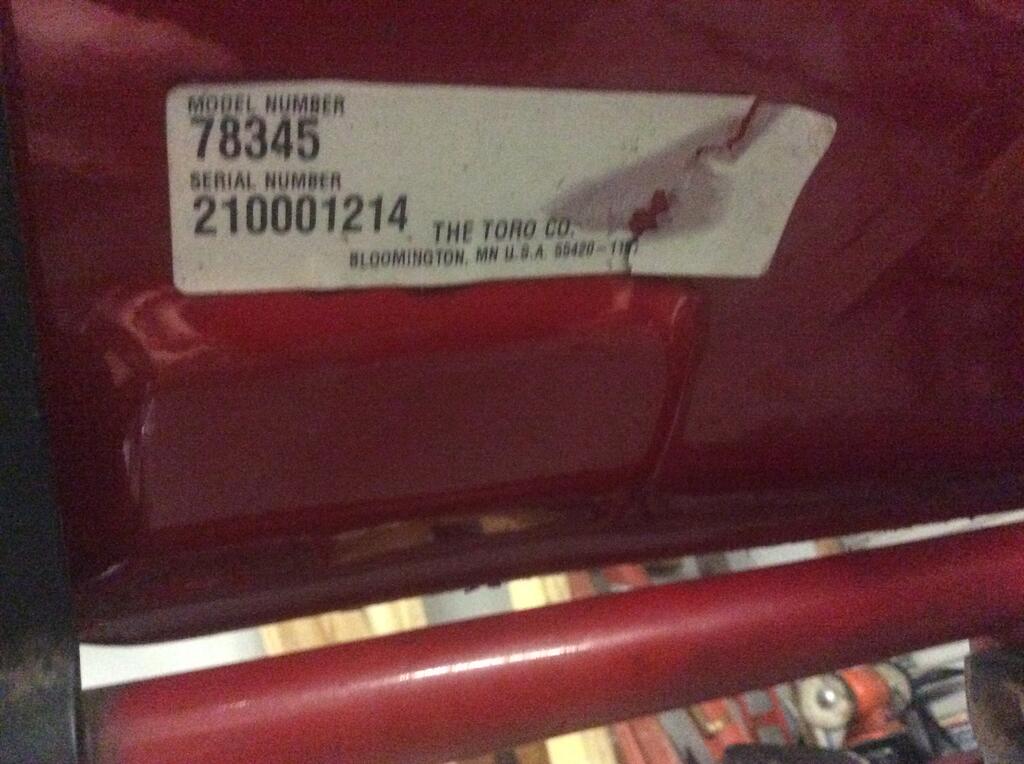 MODEL NUMBER
78345
SERIAL NUMBER
210001214
THE TORO CO.
BLOOMINGTON, MN U.S.A.